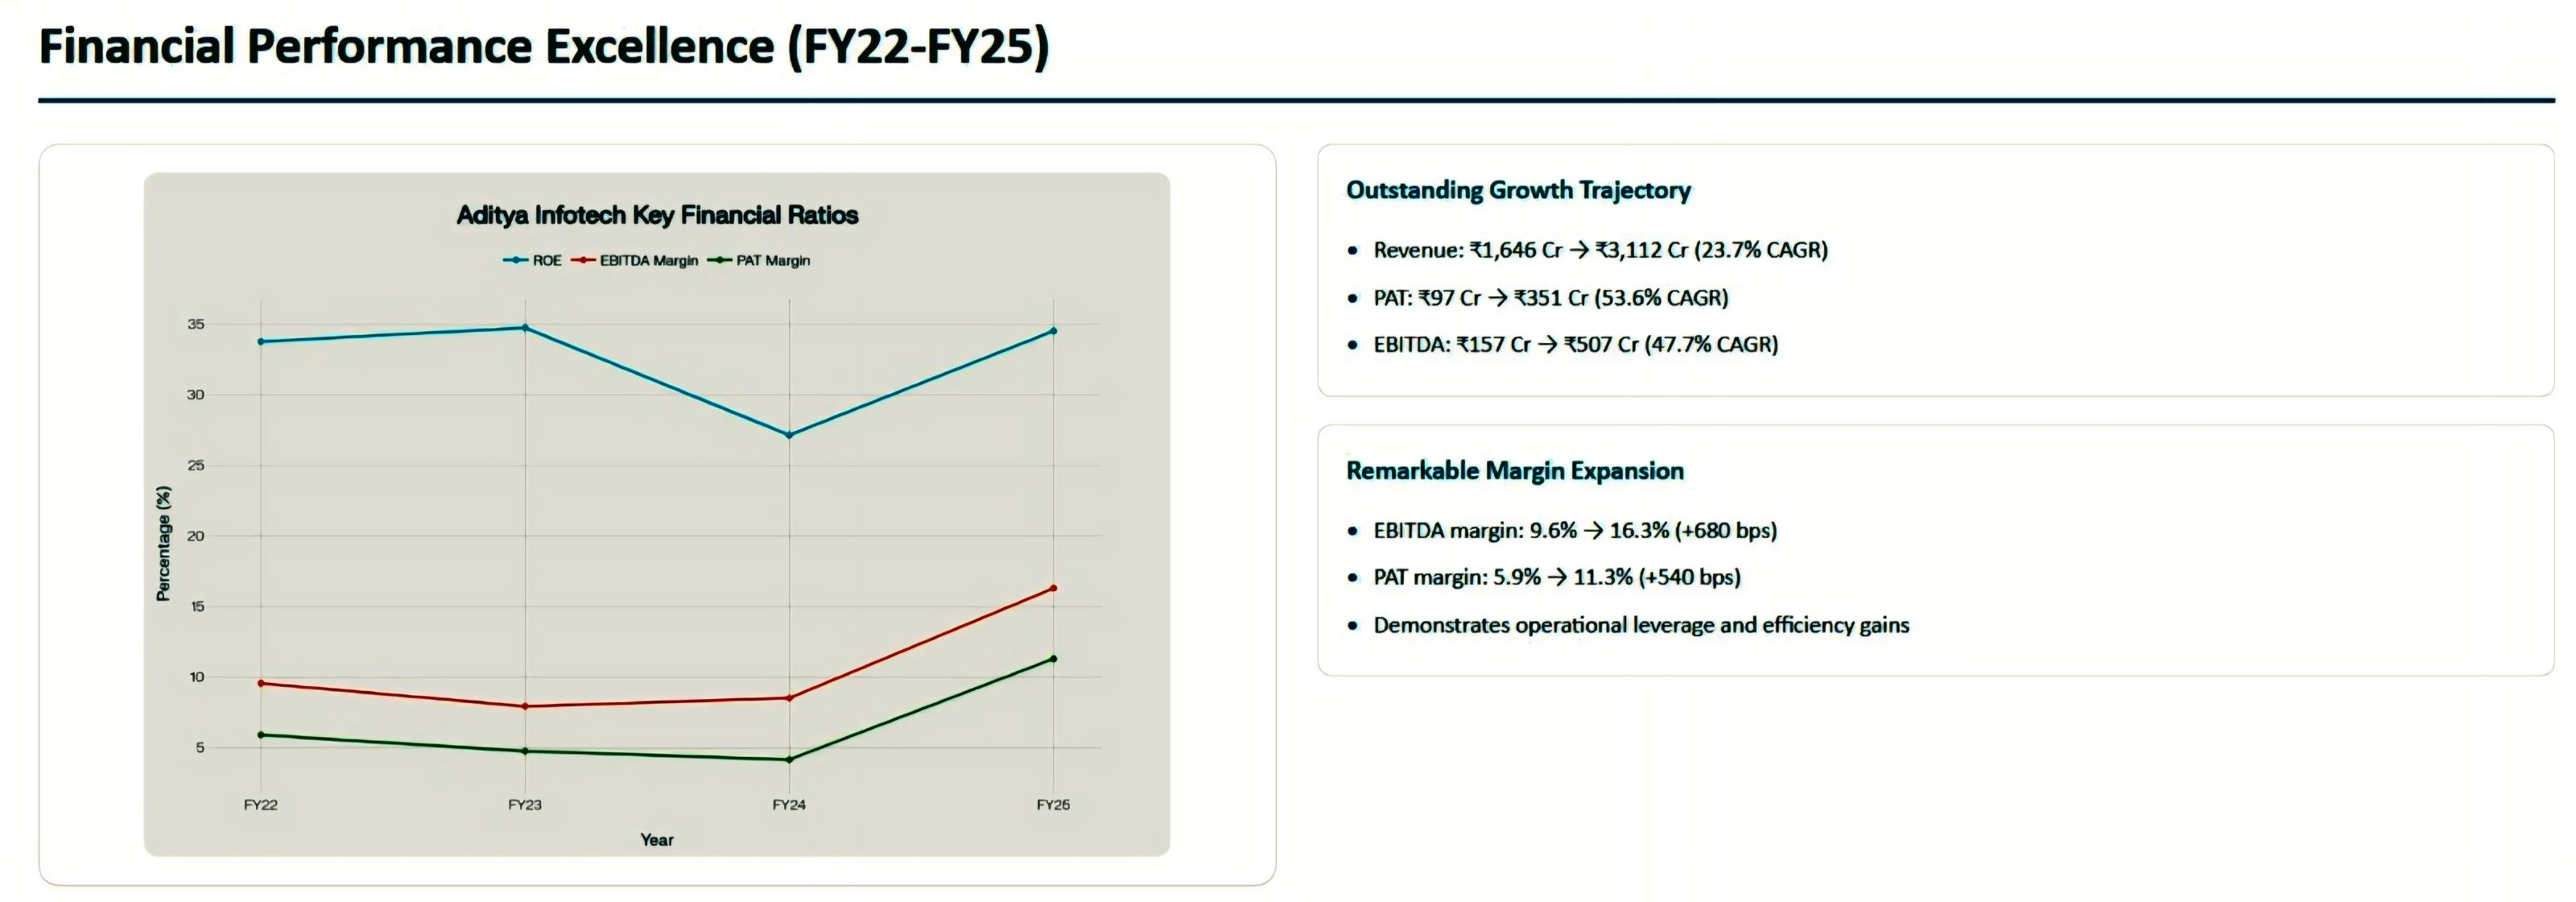 Financial Performance Excellence (FY22-FY25)
Aditya Infotech Key Financial Ratios
ROE EBITDA Margin PAT Margin
Percentage (%)
35
30
25
20
15
10
5
FY22 FY23 FY24 FY25
Year
Outstanding Growth Trajectory
• Revenue: ₹1,646 Cr → ₹3,112 Cr (23.7% CAGR)
• PAT: ₹97 Cr → ₹351 Cr (53.6% CAGR)
• EBITDA: ₹157 Cr → ₹507 Cr (47.7% CAGR)
Remarkable Margin Expansion
• EBITDA margin: 9.6% → 16.3% (+680 bps)
• PAT margin: 5.9% → 11.3% (+540 bps)
• Demonstrates operational leverage and efficiency gains